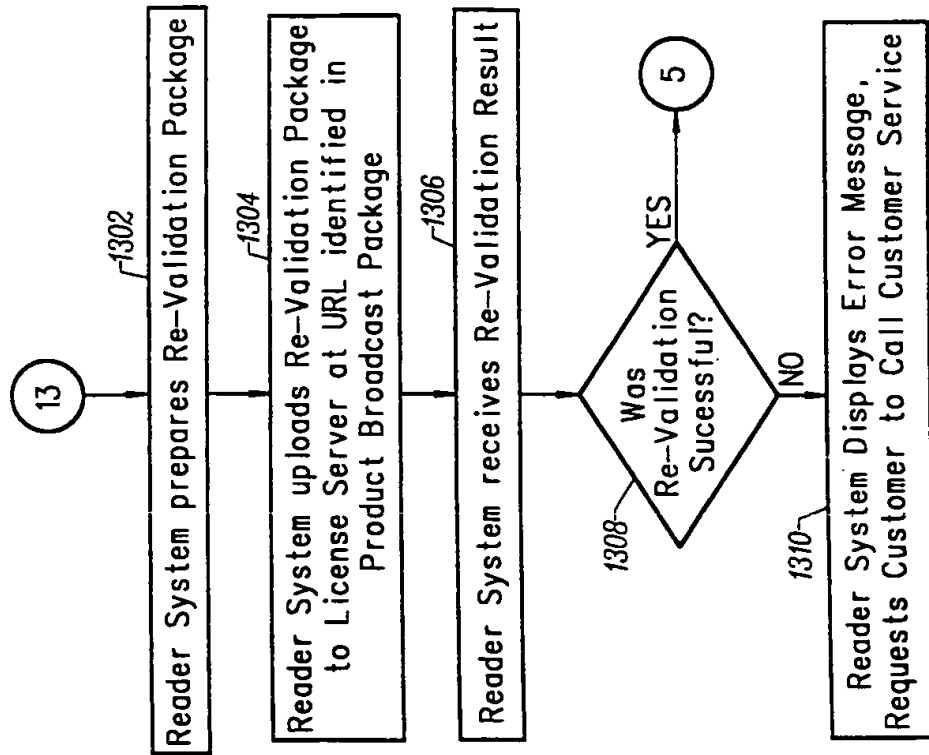 13
1302
Reader System prepares Re-Validation Package
1304
Reader System uploads Re-Validation Package
to License Server at URL identified in
Product Broadcast Package
1306
Reader System receives Re-Validation Result
1308
Was
Re-Validation
Sucessful?
YES
5
NO
1310
Reader System Displays Error Message,
Requests Customer to Call Customer Service